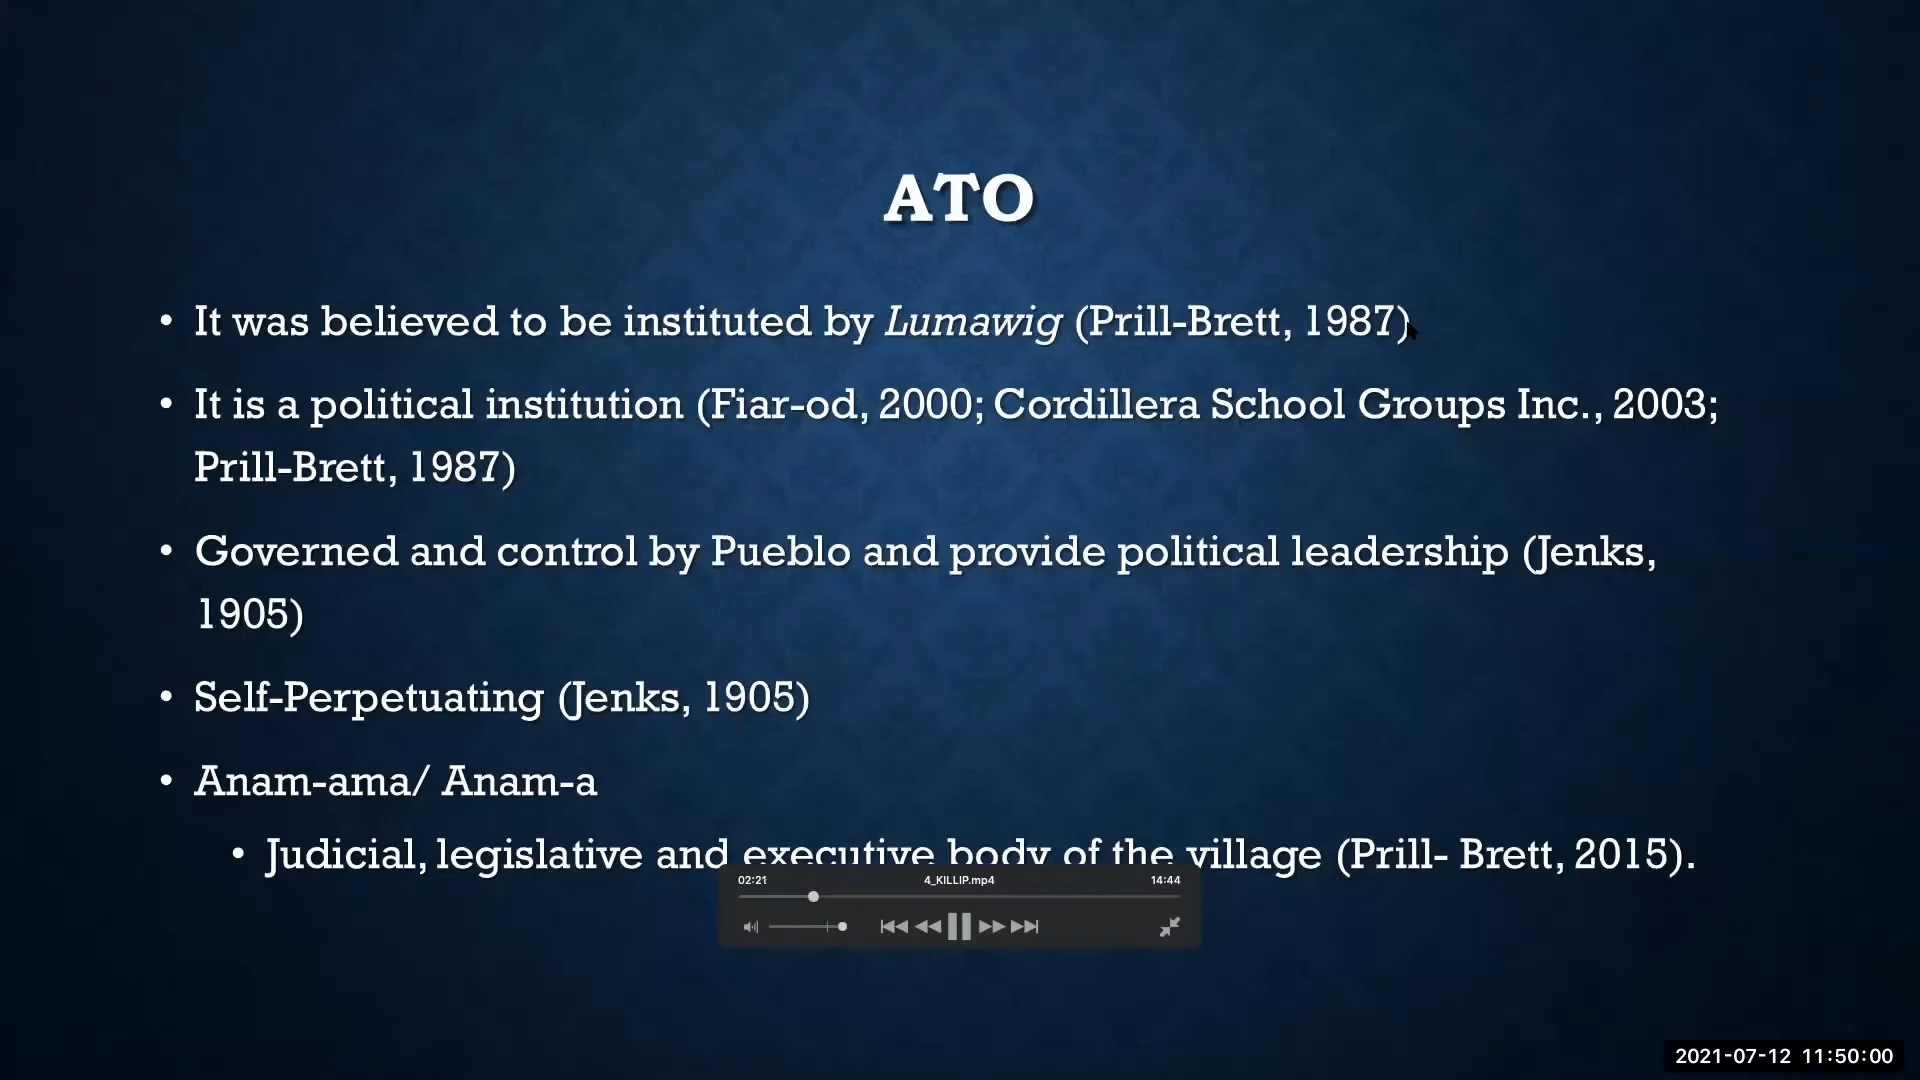 ATO
• It was believed to be instituted by Lumawig (Prill-Brett, 1987)
• It is a political institution (Fiar-od, 2000; Cordillera School Groups Inc., 2003;
Prill-Brett, 1987)
• Governed and control by Pueblo and provide political leadership (Jenks,
1905)
• Self-Perpetuating (Jenks, 1905)
• Anam-ama/ Anam-a
• Judicial, legislative and executive body of the village (Prill- Brett, 2015).
02:21 4_KILLIP.mp4 14:44
2021-07-12 11:50:00